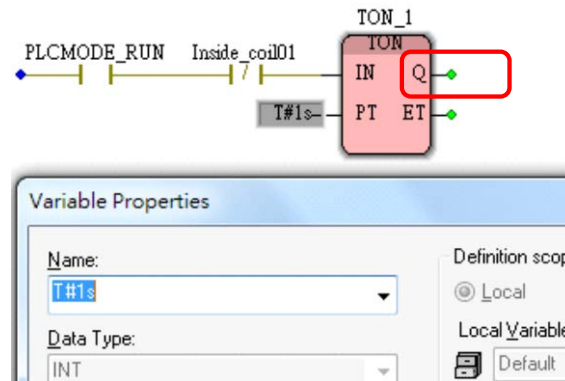 TON_1
TON
PLCMODE_RUN Inside_coil01
IN Q
T#1s PT ET
Variable Properties
Name: Definition scop
T#1s Local
Data Type: Local Variable
INT Default